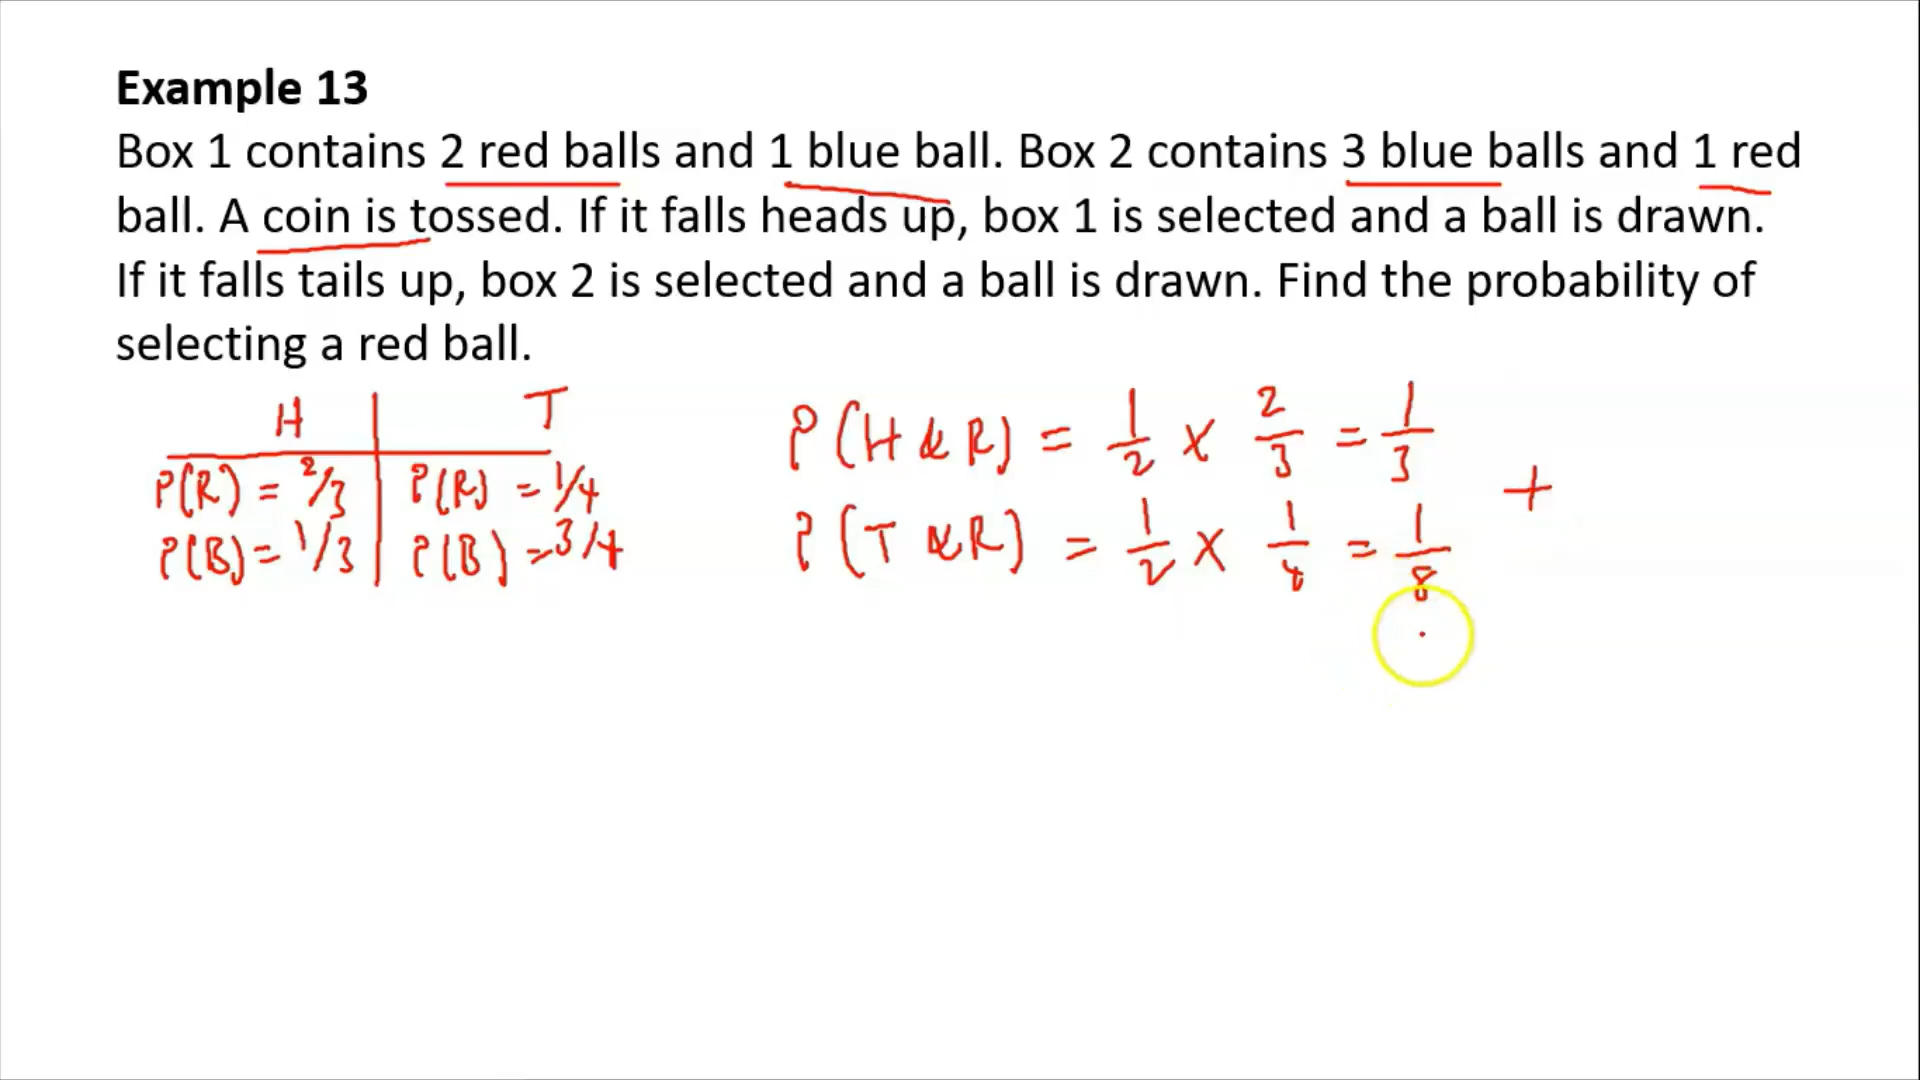 Example 13
Box 1 contains 2 red balls and 1 blue ball. Box 2 contains 3 blue balls and 1 red
ball. A coin is tossed. If it falls heads up, box 1 is selected and a ball is drawn.
If it falls tails up, box 2 is selected and a ball is drawn. Find the probability of
selecting a red ball.
H T
P(R) = 2/3 P(R) = 1/4
P(B) = 1/3 P(B) = 3/4
P(H & R) = 1/2 x 2/3 = 1/3
+
P(T & R) = 1/2 x 1/4 = 1/8